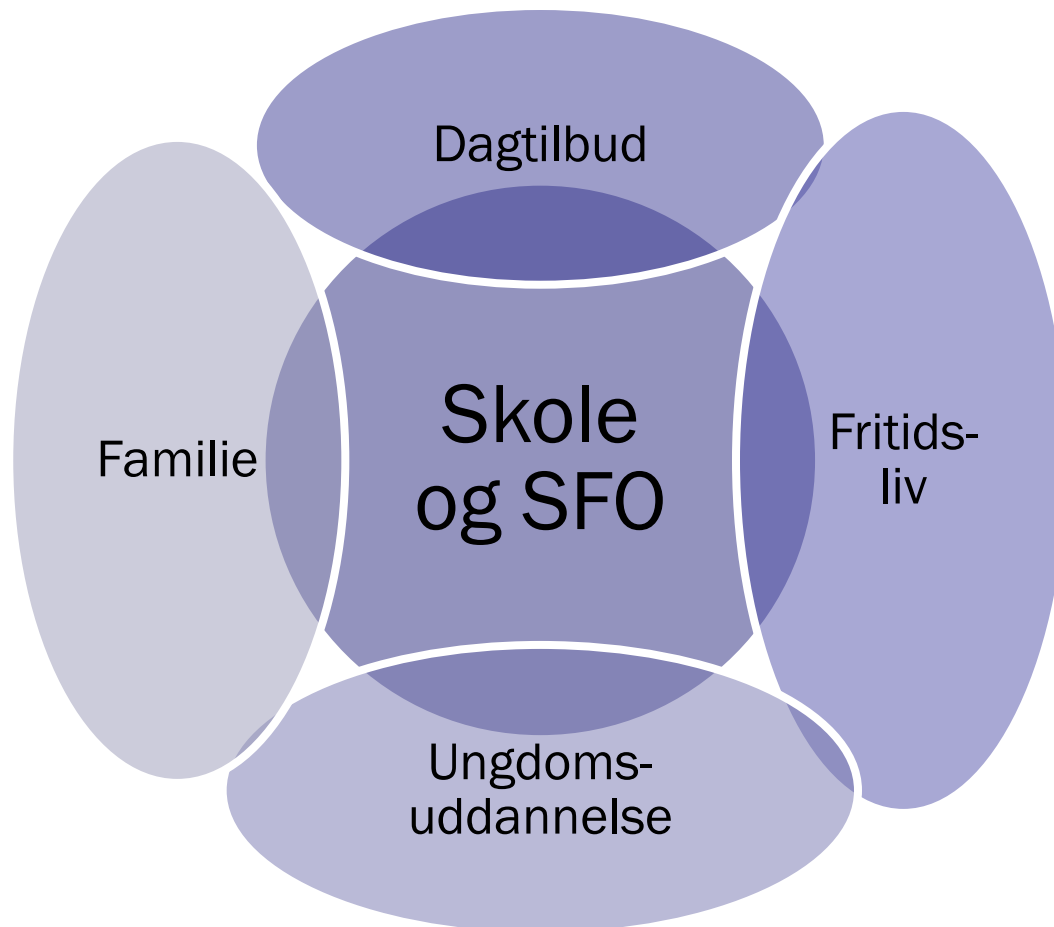 Dagtilbud
Familie
Skole
og SFO
Fritids-
liv
Ungdoms-
uddannelse